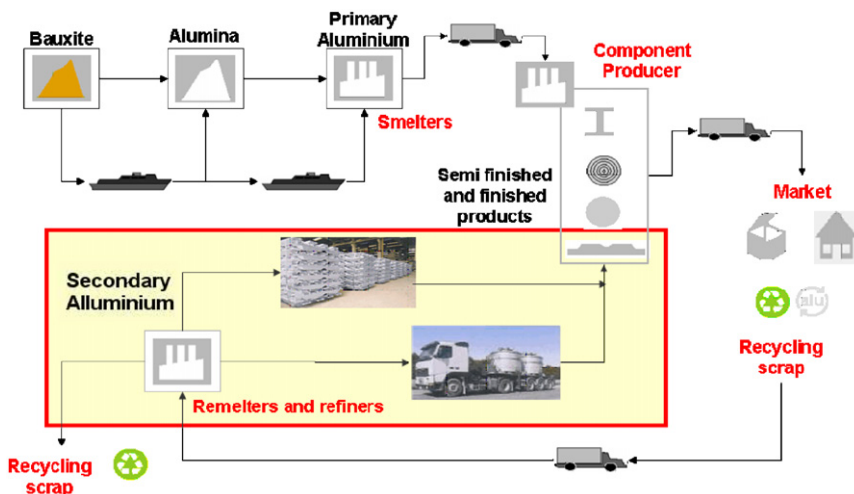 Bauxite
Alumina
Primary
Aluminium
Component
Producer
Smelters
Semi finished
and finished
products
Market
Secondary
Alluminium
alu
Recycling
scrap
Remelters and refiners
Recycling
scrap